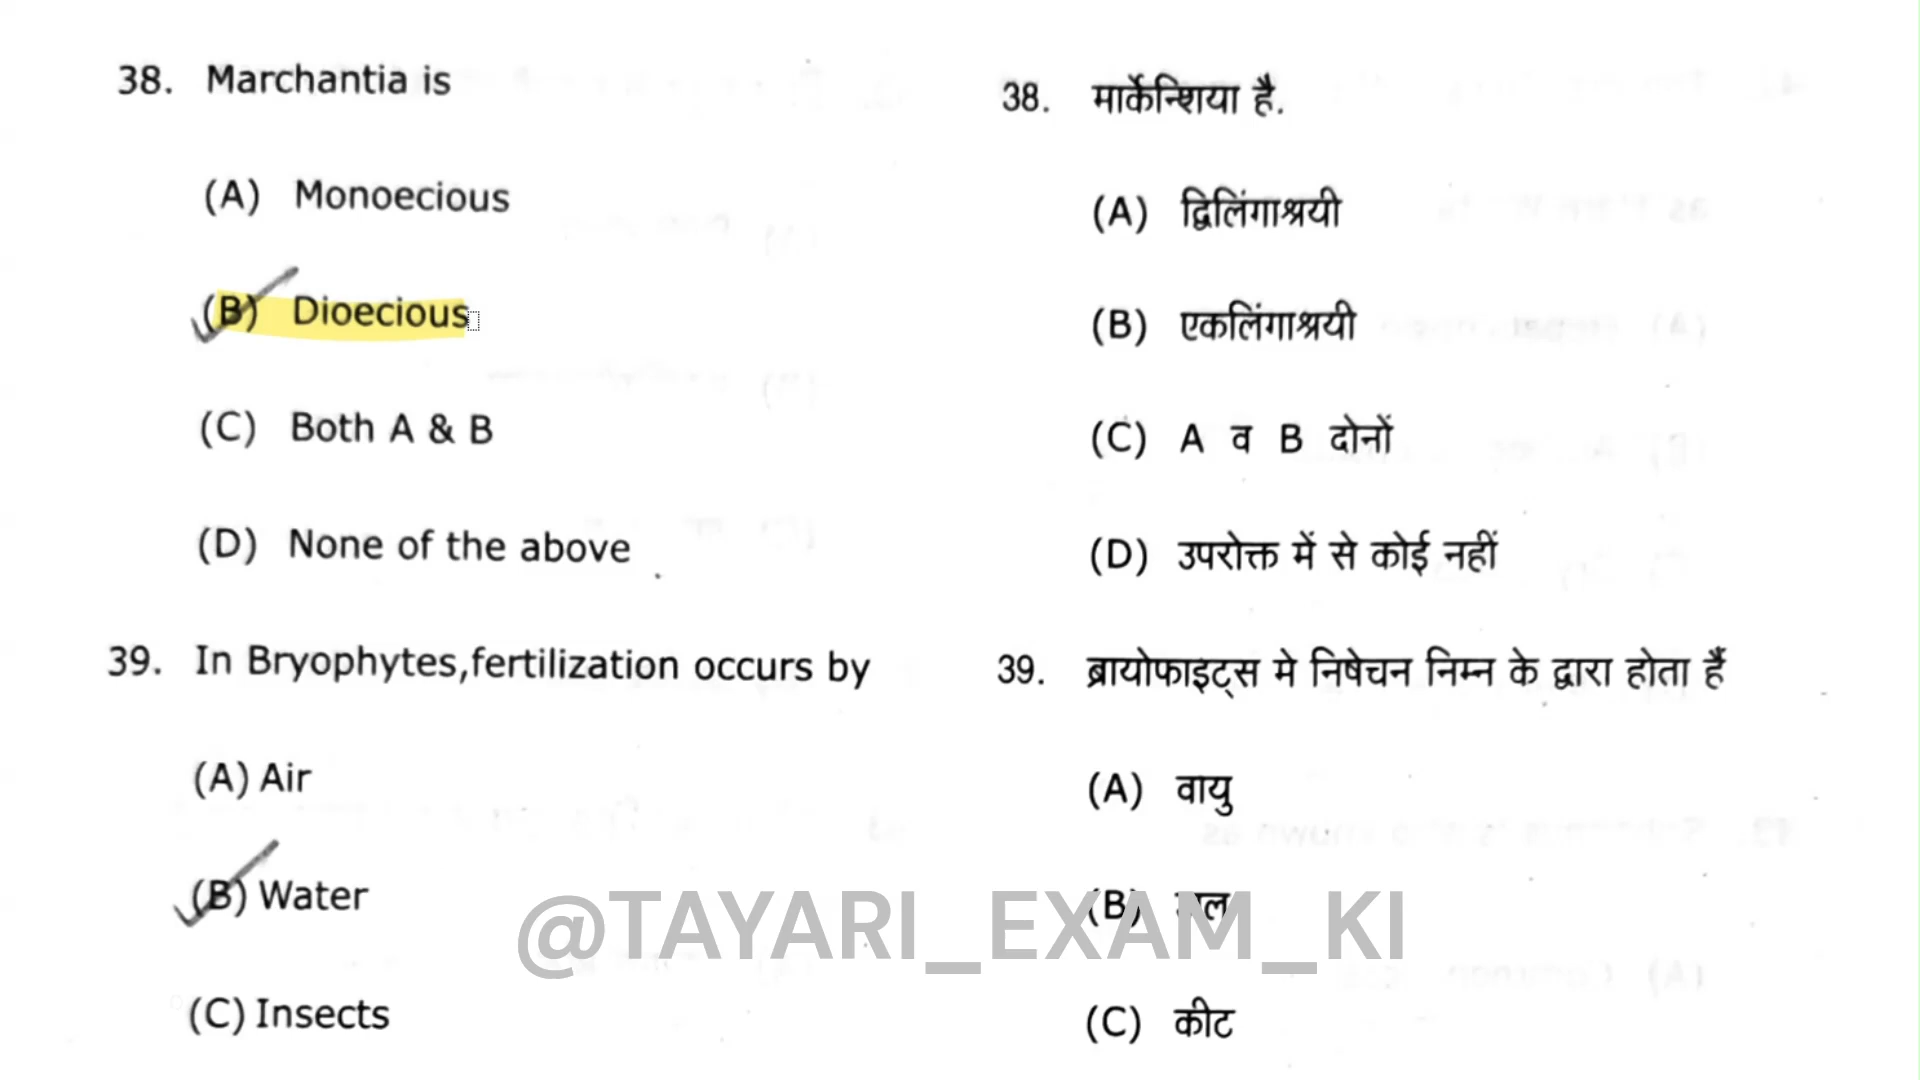 38. Marchantia is
(A) Monoecious
(B) Dioecious
(C) Both A & B
(D) None of the above
39. In Bryophytes,fertilization occurs by
(A) Air
(B) Water
(C) Insects
38. मार्केन्शिया है.
(A) द्विलिंगाश्रयी
(B) एकलिंगाश्रयी
(C) A व B दोनों
(D) उपरोक्त में से कोई नहीं
39. ब्रायोफाइट्स मे निषेचन निम्न के द्वारा होता हैं
(A) वायु
(B)
(C) कीट
@TAYARI_EXAM_KI